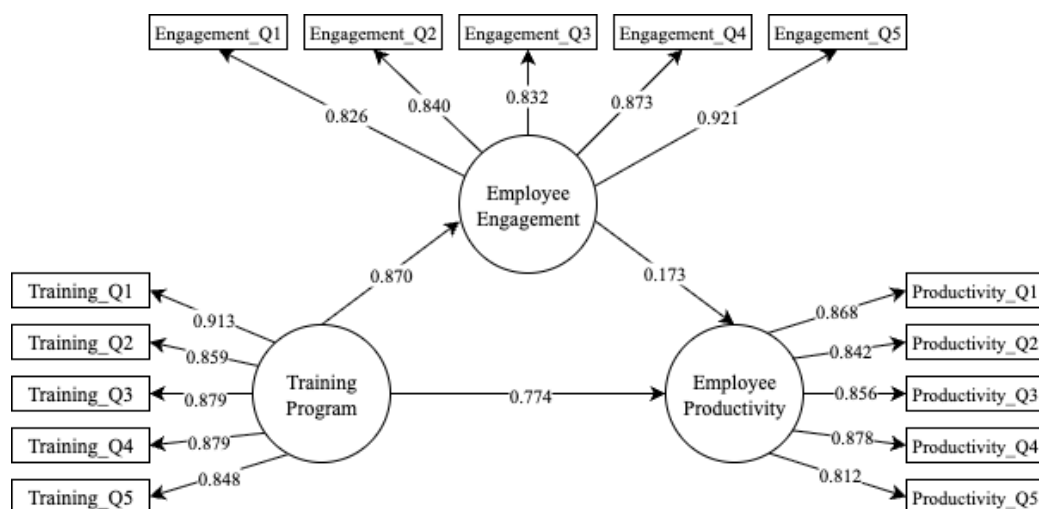 Engagement_Q1 Engagement_Q2 Engagement_Q3 Engagement_Q4 Engagement_Q5
0.826 0.840 0.832 0.873 0.921
Employee
Engagement
0.870 0.173
Training_Q1
Training_Q2
Training_Q3
Training_Q4
Training_Q5
0.913
0.859
0.879
0.879
0.848
Training
Program
0.774
Employee
Productivity
0.868
0.842
0.856
0.878
0.812
Productivity_Q1
Productivity_Q2
Productivity_Q3
Productivity_Q4
Productivity_Q5